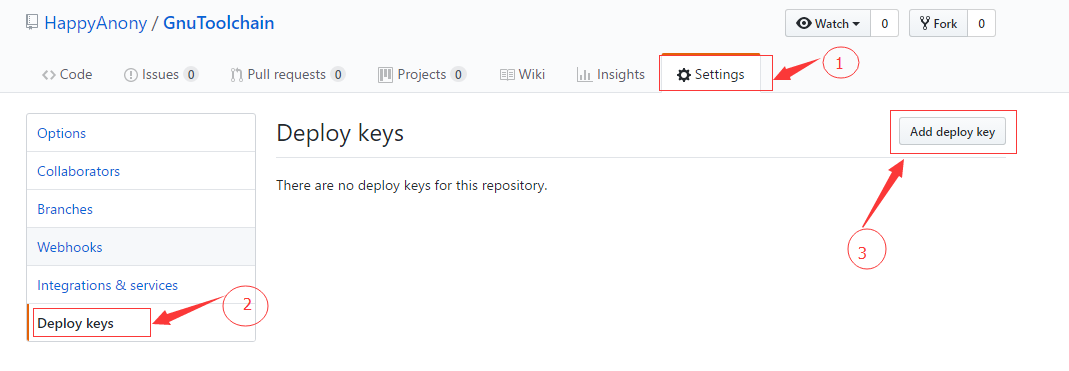 HappyAnony / GnuToolchain
Watch 0 Fork 0
Code Issues 0 Pull requests 0 Projects 0 Wiki Insights Settings
1
Options
Collaborators
Branches
Webhooks
Integrations & services
Deploy keys
2
Deploy keys
Add deploy key
There are no deploy keys for this repository.
3